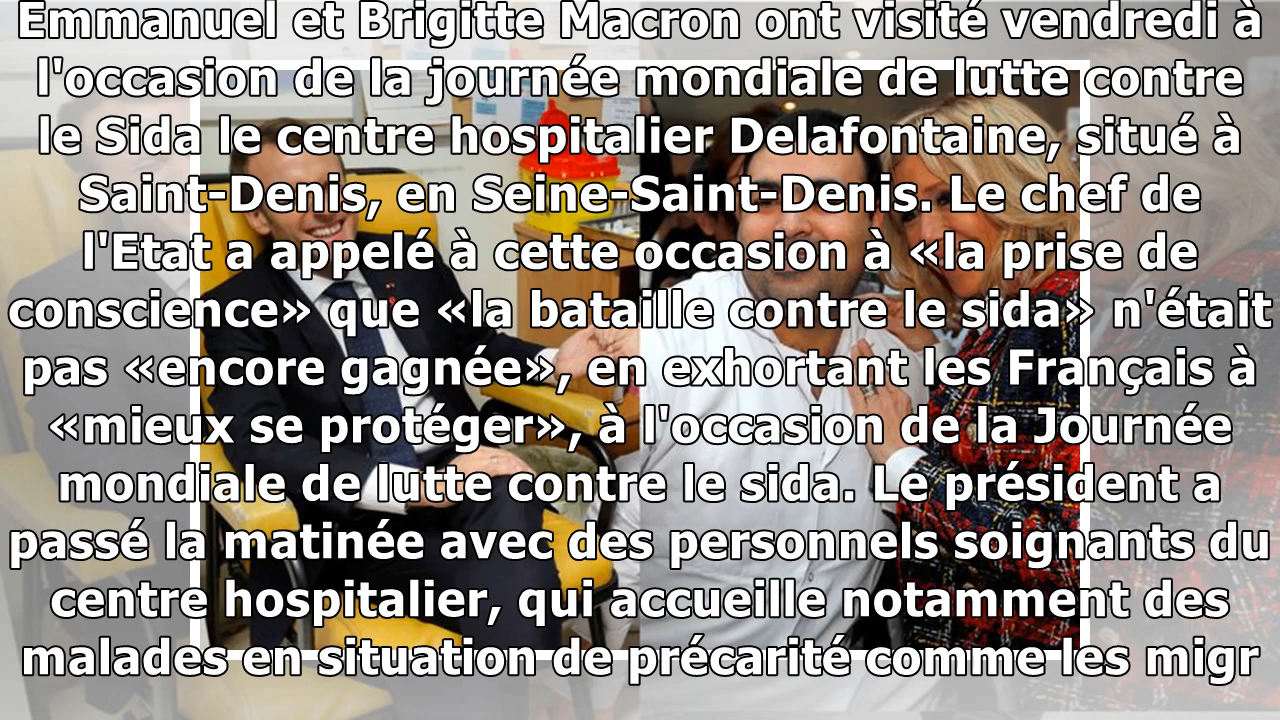 Emmanuel et Brigitte Macron ont visité vendredi à
l'occasion de la journée mondiale de lutte contre
le Sida le centre hospitalier Delafontaine, situé à
Saint-Denis, en Seine-Saint-Denis. Le chef de
l'Etat a appelé à cette occasion à «la prise de
conscience» que «la bataille contre le sida» n'était
pas «encore gagnée», en exhortant les Français à
«mieux se protéger», à l'occasion de la Journée
mondiale de lutte contre le sida. Le président a
passé la matinée avec des personnels soignants du
centre hospitalier, qui accueille notamment des
malades en situation de précarité comme les migr